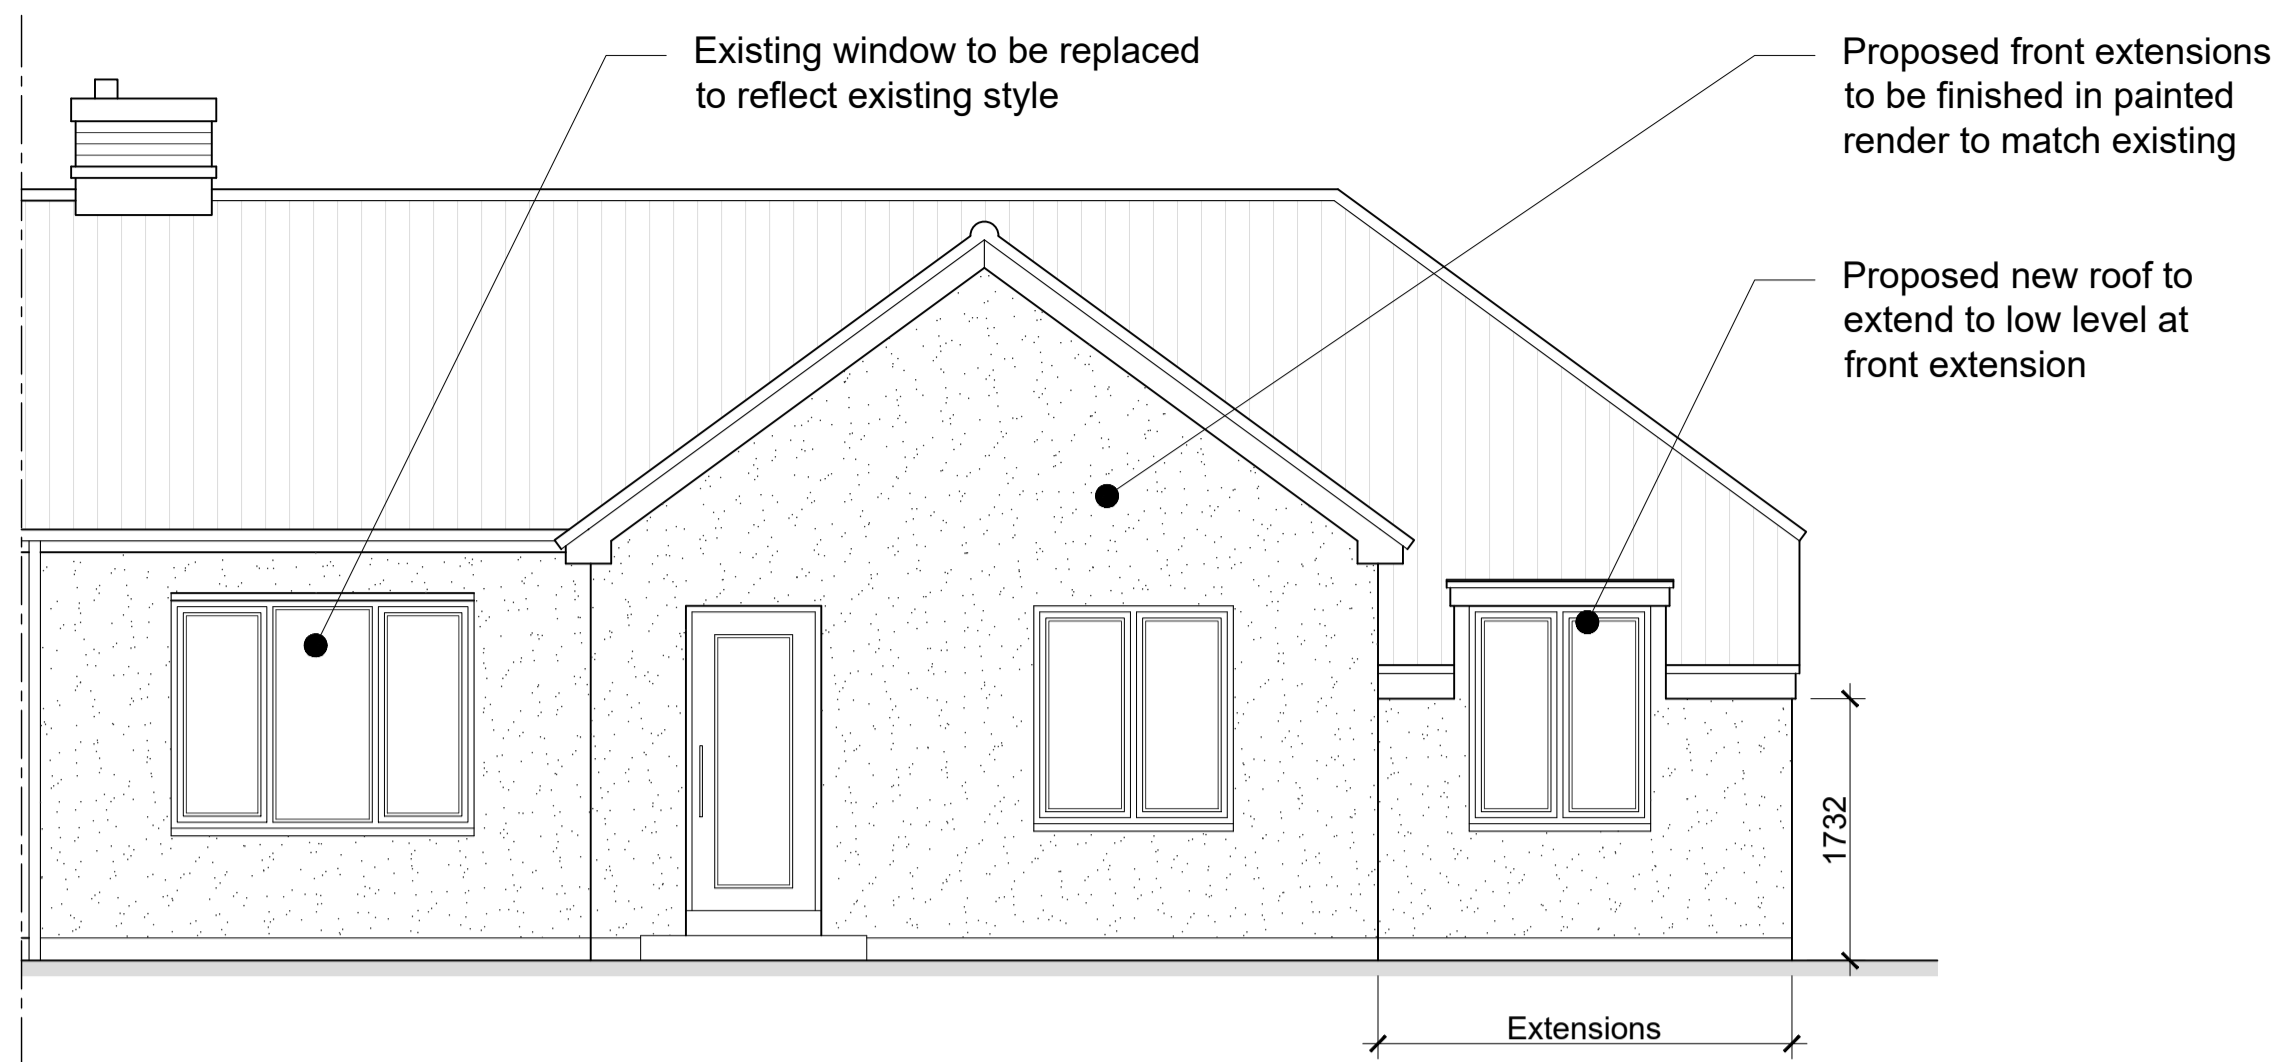 Existing window to be replaced
to reflect existing style
Proposed front extensions
to be finished in painted
render to match existing
Proposed new roof to
extend to low level at
front extension
1732
Extensions